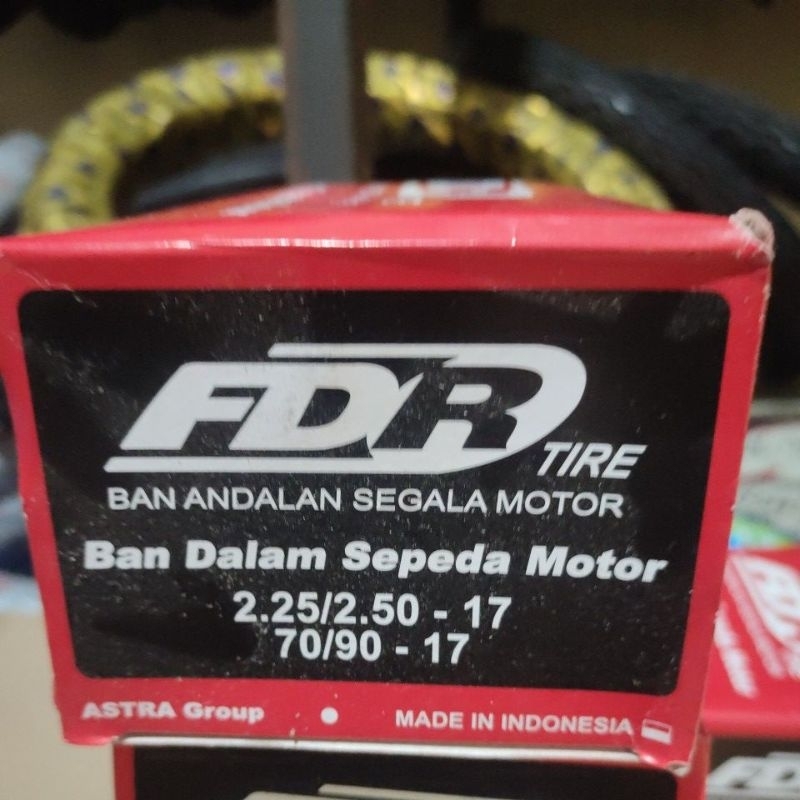 FDR TIRE
BAN ANDALAN SEGALA MOTOR
Ban Dalam Sepeda Motor
2.25/2.50 - 17
70/90 - 17
ASTRA Group • MADE IN INDONESIA